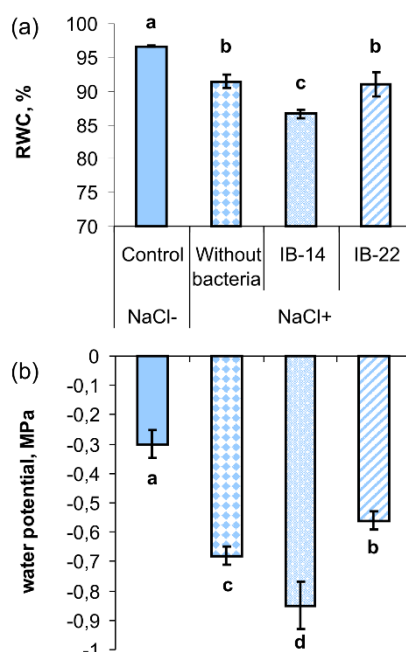 (a)
RWC, %
100
95
90
85
80
75
70
a
b
c
b
Control
Without bacteria
IB-14
IB-22
NaCl-
NaCl+
(b)
water potential, MPa
0
-0,1
-0,2
-0,3
-0,4
-0,5
-0,6
-0,7
-0,8
-0,9
-1
a
c
d
b